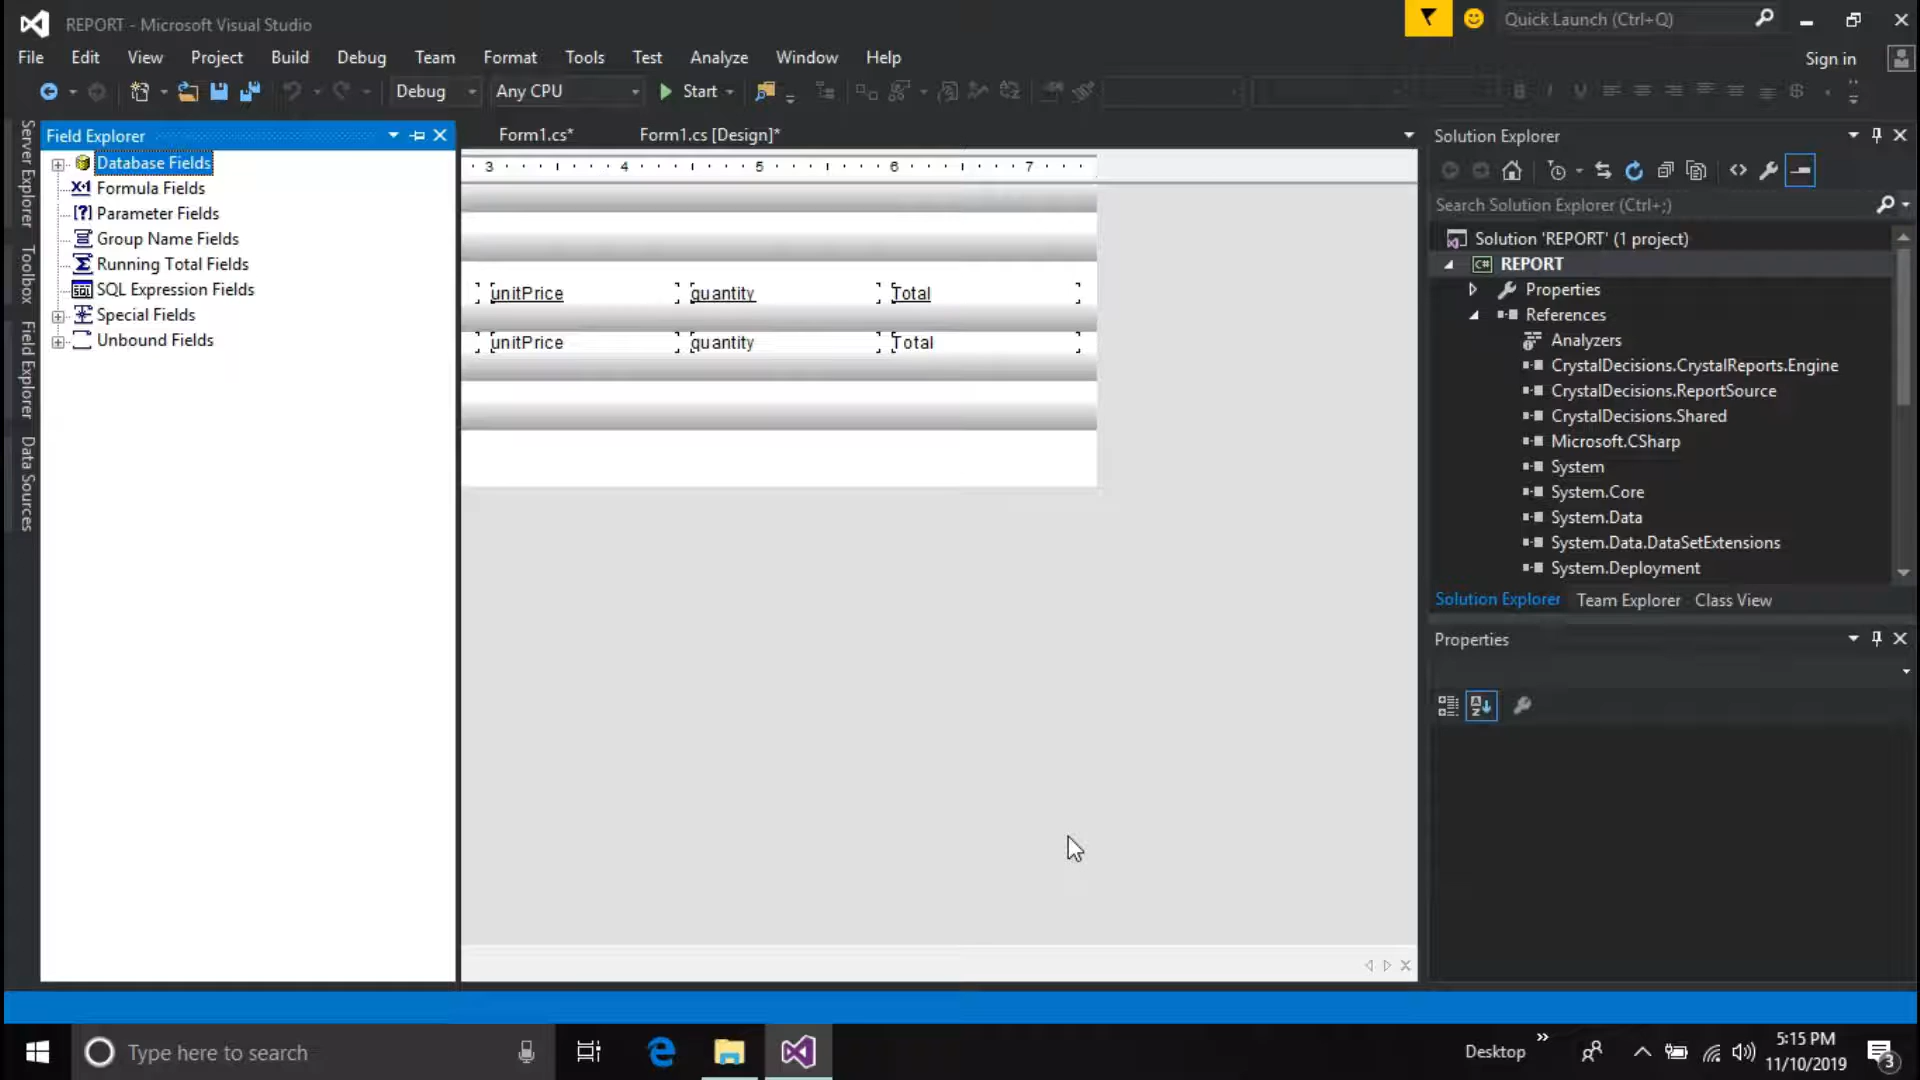 REPORT - Microsoft Visual Studio
Quick Launch (Ctrl+Q)
File Edit View Project Build Debug Team Format Tools Test Analyze Window Help
Sign in
Debug Any CPU Start
Server Explorer
Toolbox
Field Explorer
Data Sources
Field Explorer
Database Fields
Formula Fields
Parameter Fields
Group Name Fields
Running Total Fields
SQL Expression Fields
Special Fields
Unbound Fields
Form1.cs* Form1.cs [Design]*
3 4 5 6 7
unitPrice quantity Total
unitPrice quantity Total
Solution Explorer
Search Solution Explorer (Ctrl+;)
Solution 'REPORT' (1 project)
C# REPORT
Properties
References
Analyzers
CrystalDecisions.CrystalReports.Engine
CrystalDecisions.ReportSource
CrystalDecisions.Shared
Microsoft.CSharp
System
System.Core
System.Data
System.Data.DataSetExtensions
System.Deployment
Solution Explorer Team Explorer Class View
Properties
Type here to search
Desktop
5:15 PM
11/10/2019
3